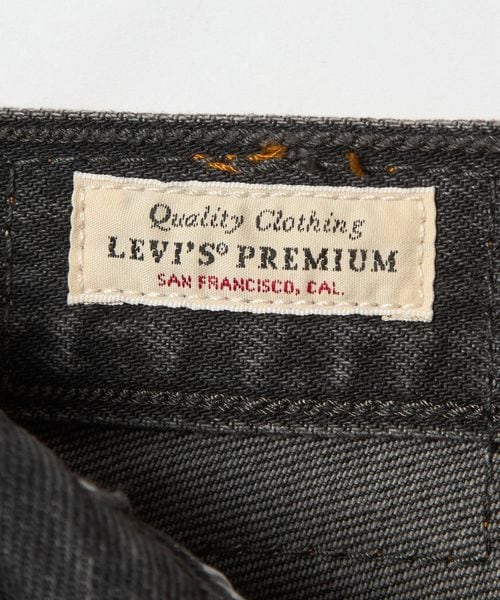 Quality Clothing
LEVI'S® PREMIUM
SAN FRANCISCO, CAL.